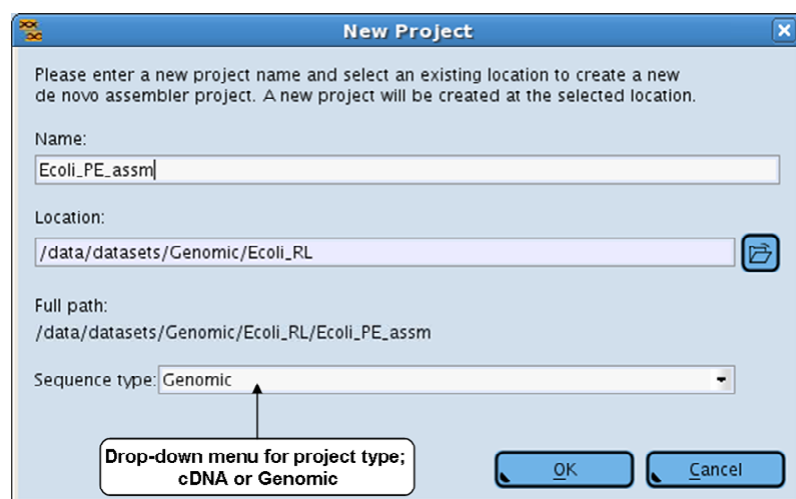 New Project
Please enter a new project name and select an existing location to create a new
de novo assembler project. A new project will be created at the selected location.
Name:
Ecoli_PE_assm
Location:
/data/datasets/Genomic/Ecoli_RL
Full path:
/data/datasets/Genomic/Ecoli_RL/Ecoli_PE_assm
Sequence type: Genomic
Drop-down menu for project type;
cDNA or Genomic
OK Cancel